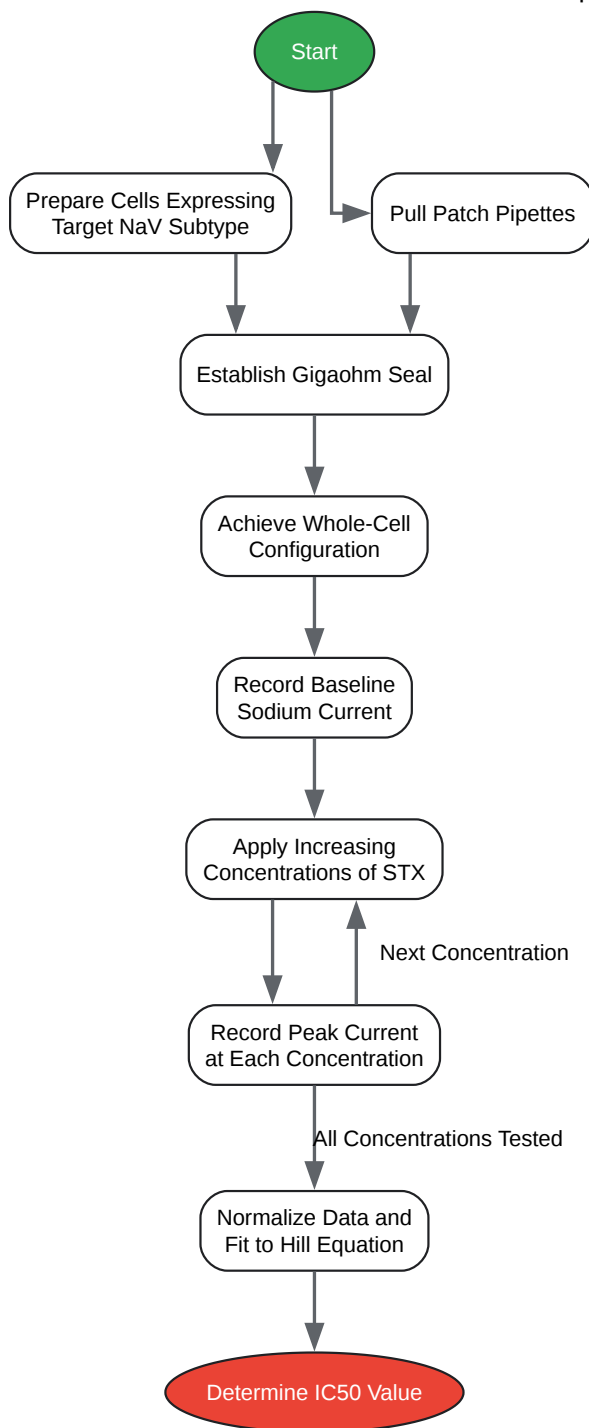 Start
Prepare Cells Expressing
Target NaV Subtype
Pull Patch Pipettes
Establish Gigaohm Seal
Achieve Whole-Cell
Configuration
Record Baseline
Sodium Current
Apply Increasing
Concentrations of STX
Next Concentration
Record Peak Current
at Each Concentration
All Concentrations Tested
Normalize Data and
Fit to Hill Equation
Determine IC50 Value